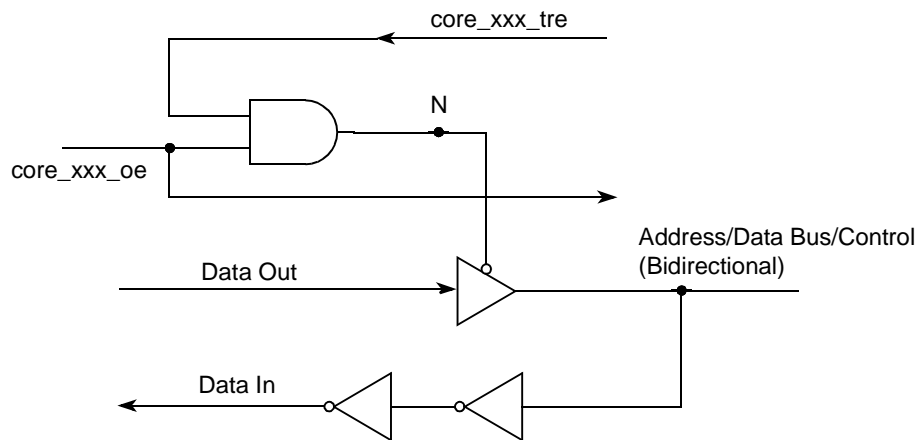 core_xxx_tre
N
core_xxx_oe
Address/Data Bus/Control
(Bidirectional)
Data Out
Data In